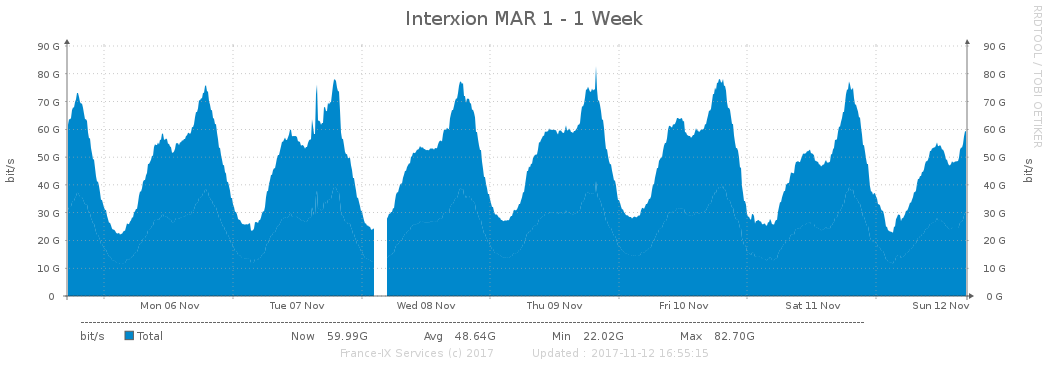 Interxion MAR 1 - 1 Week
RRDTOOL / TOBI OETIKER
90 G 90 G
80 G 80 G
70 G 70 G
60 G 60 G
50 G 50 G
40 G 40 G
30 G 30 G
20 G 20 G
10 G 10 G
0 0 G
bit/s
bit/s
Mon 06 Nov Tue 07 Nov Wed 08 Nov Thu 09 Nov Fri 10 Nov Sat 11 Nov Sun 12 Nov
bit/s Total Now 59.99G Avg 48.64G Min 22.02G Max 82.70G
France-IX Services (c) 2017 Updated : 2017-11-12 16:55:15